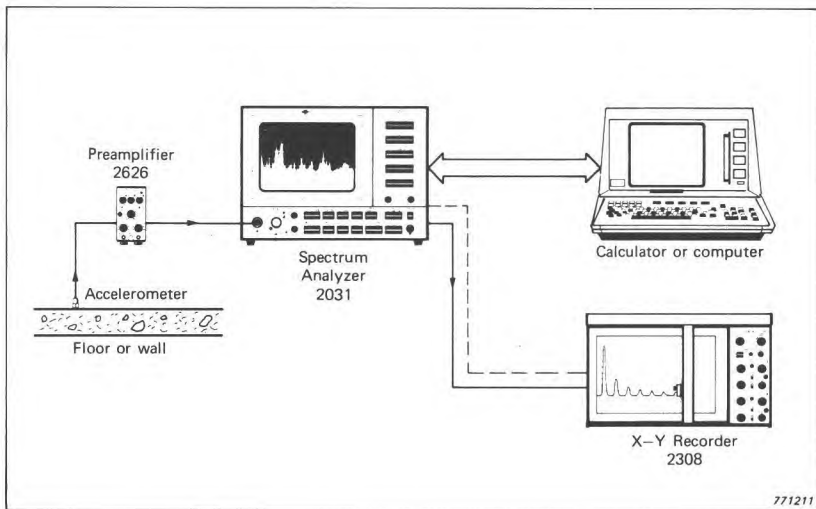 Preamplifier
2626
Accelerometer
Floor or wall
Spectrum
Analyzer
2031
Calculator or computer
X–Y Recorder
2308
771211